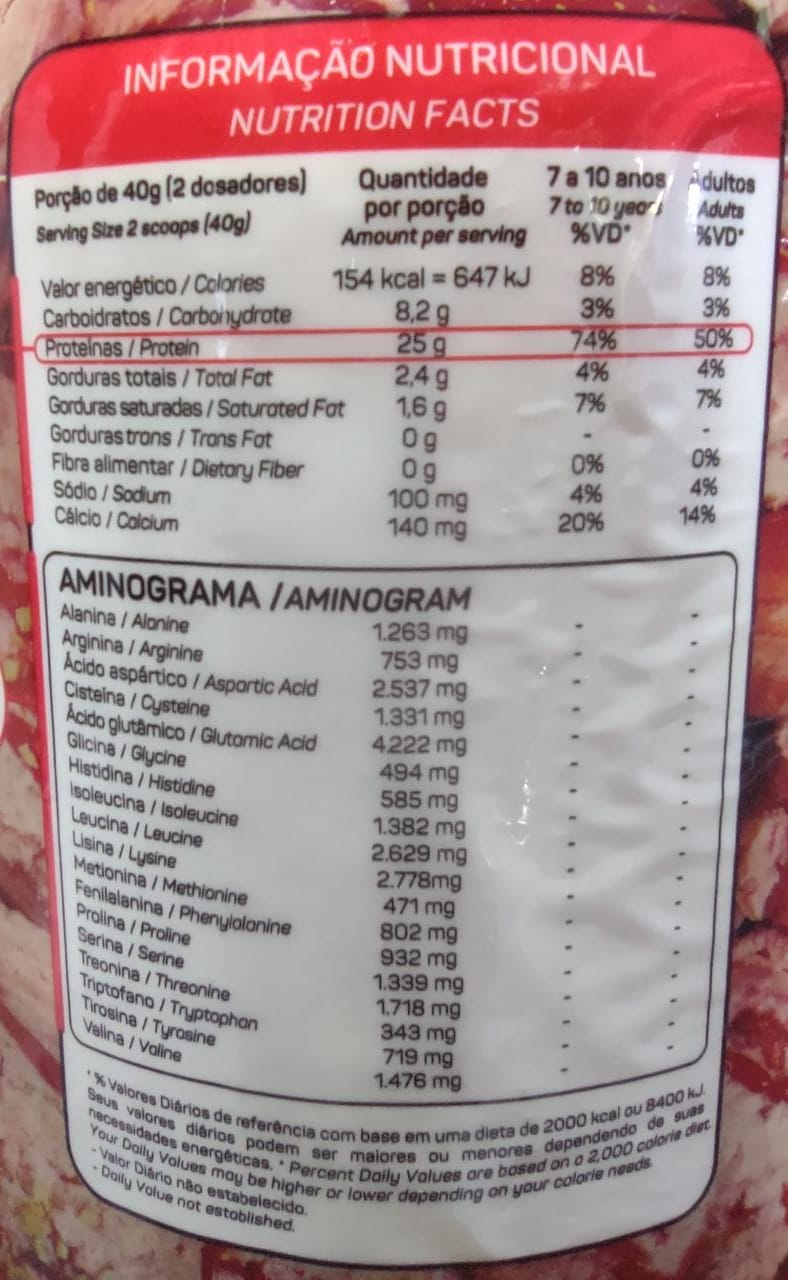 INFORMAÇÃO NUTRICIONAL
NUTRITION FACTS
Porção de 40g (2 dosadores) Quantidade por porção 7 a 10 anos Adultos
Serving Size 2 scoops (40g) Amount per serving 7 to 10 years %VD* Adults %VD*
Valor energético / Calories 154 kcal = 647 kJ 8% 8%
Carboidratos / Carbohydrate 8,2 g 3% 3%
Proteínas / Protein 25 g 74% 50%
Gorduras totais / Total Fat 2,4 g 4% 4%
Gorduras saturadas / Saturated Fat 1,6 g 7% 7%
Gorduras trans / Trans Fat 0 g - -
Fibra alimentar / Dietary Fiber 0 g 0% 0%
Sódio / Sodium 100 mg 4% 4%
Cálcio / Calcium 140 mg 20% 14%
AMINOGRAMA / AMINOGRAM
Alanina / Alanine 1.263 mg - -
Arginina / Arginine 753 mg - -
Ácido aspártico / Aspartic Acid 2.537 mg - -
Cisteína / Cysteine 1.331 mg - -
Ácido glutâmico / Glutamic Acid 4.222 mg - -
Glicina / Glycine 494 mg - -
Histidina / Histidine 585 mg - -
Isoleucina / Isoleucine 1.382 mg - -
Leucina / Leucine 2.629 mg - -
Lisina / Lysine 2.778mg - -
Metionina / Methionine 471 mg - -
Fenilalanina / Phenylalanine 802 mg - -
Prolina / Proline 932 mg - -
Serina / Serine 1.339 mg - -
Treonina / Threonine 1.718 mg - -
Triptofano / Tryptophan 343 mg - -
Tirosina / Tyrosine 719 mg - -
Valina / Valine 1.476 mg - -
* % Valores Diários de referência com base em uma dieta de 2000 kcal ou 8400 kJ.
Seus valores diários podem ser maiores ou menores dependendo de suas
necessidades energéticas. * Percent Daily Values are based on a 2,000 calorie diet.
Your Daily Values may be higher or lower depending on your calorie needs.
- Valor Diário não estabelecido.
- Daily Value not established.